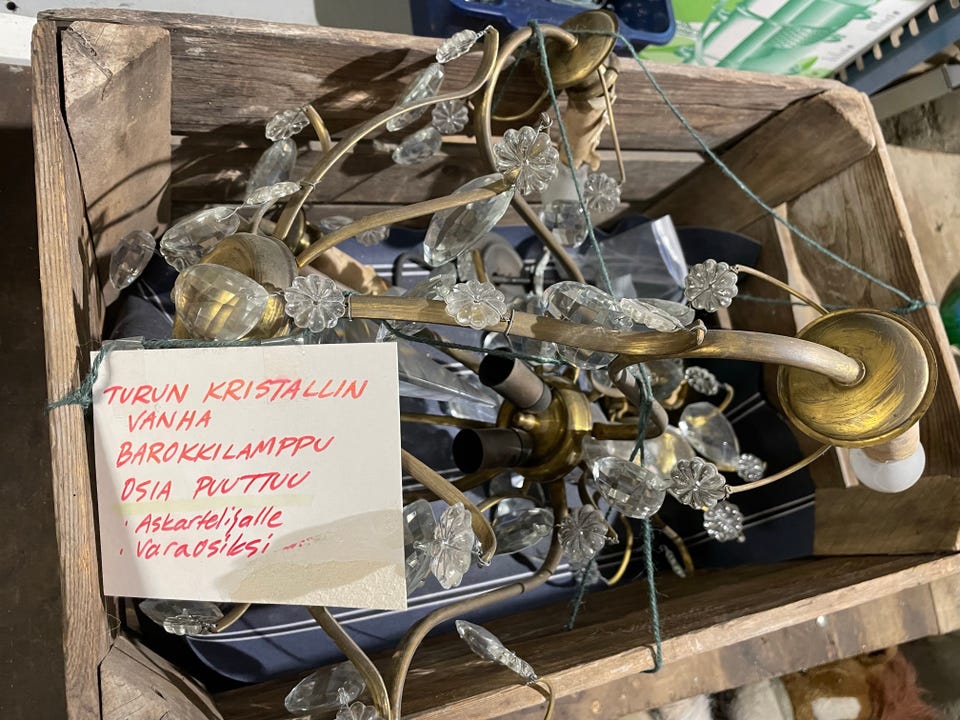 TURUN KRISTALLIN
VANHA
BAROKKILAMPPU
OSIA PUUTTUU
· Askartelijalle
· Varaosiksi ...